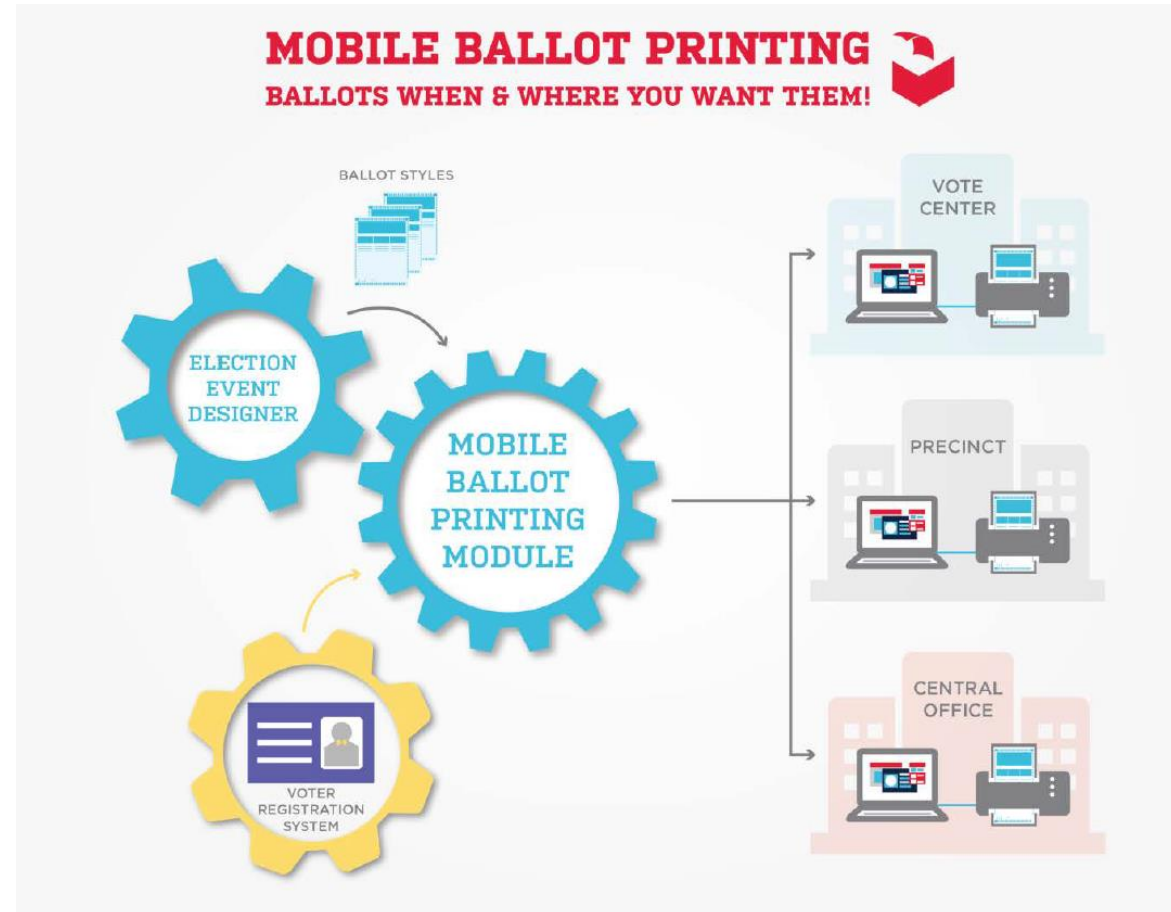 MOBILE BALLOT PRINTING
BALLOTS WHEN & WHERE YOU WANT THEM!
BALLOT STYLES
ELECTION
EVENT
DESIGNER
MOBILE
BALLOT
PRINTING
MODULE
VOTER
REGISTRATION
SYSTEM
VOTE
CENTER
PRECINCT
CENTRAL
OFFICE